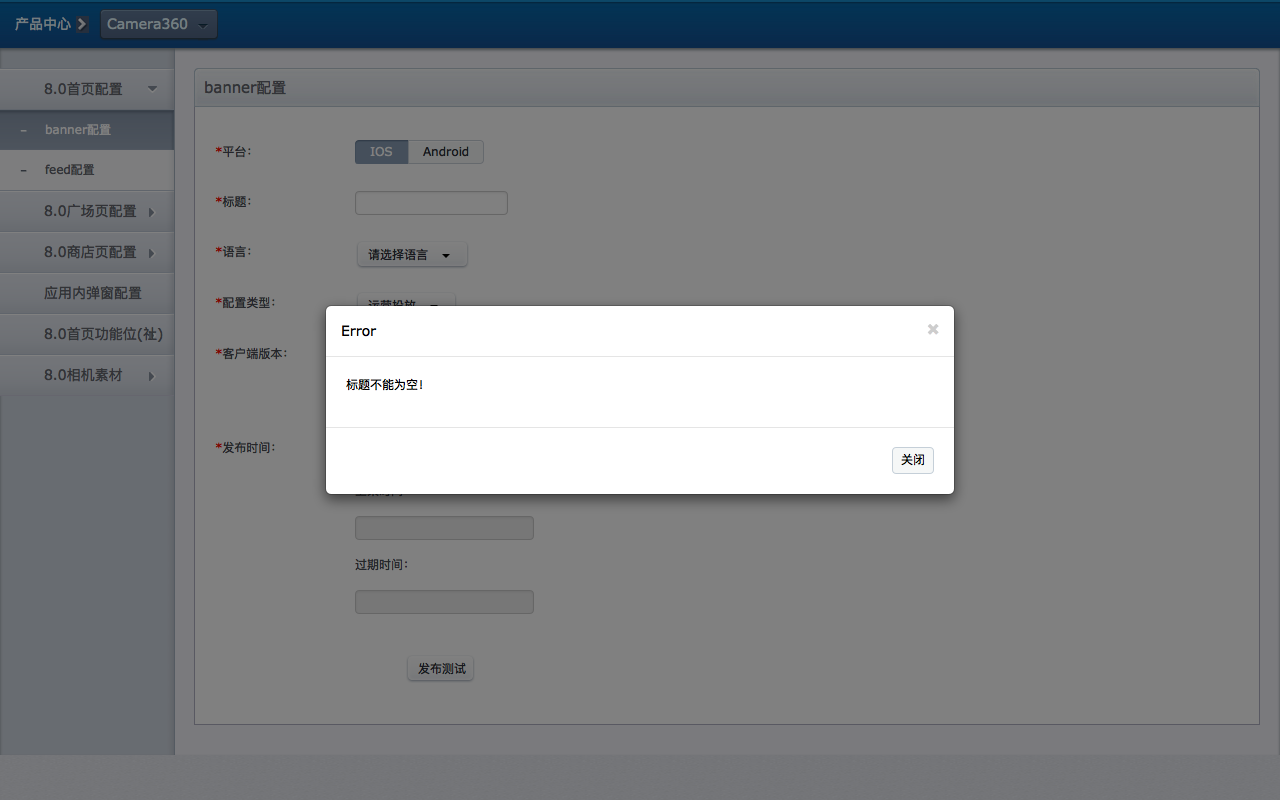 产品中心 Camera360
8.0首页配置
– banner配置
– feed配置
8.0广场页配置
8.0商店页配置
应用内弹窗配置
8.0首页功能位(祉)
8.0相机素材
banner配置
*平台: IOS Android
*标题:
*语言: 请选择语言
*配置类型: 运营投放
*客户端版本:
*发布时间:
Error
标题不能为空!
关闭
过期时间:
发布测试